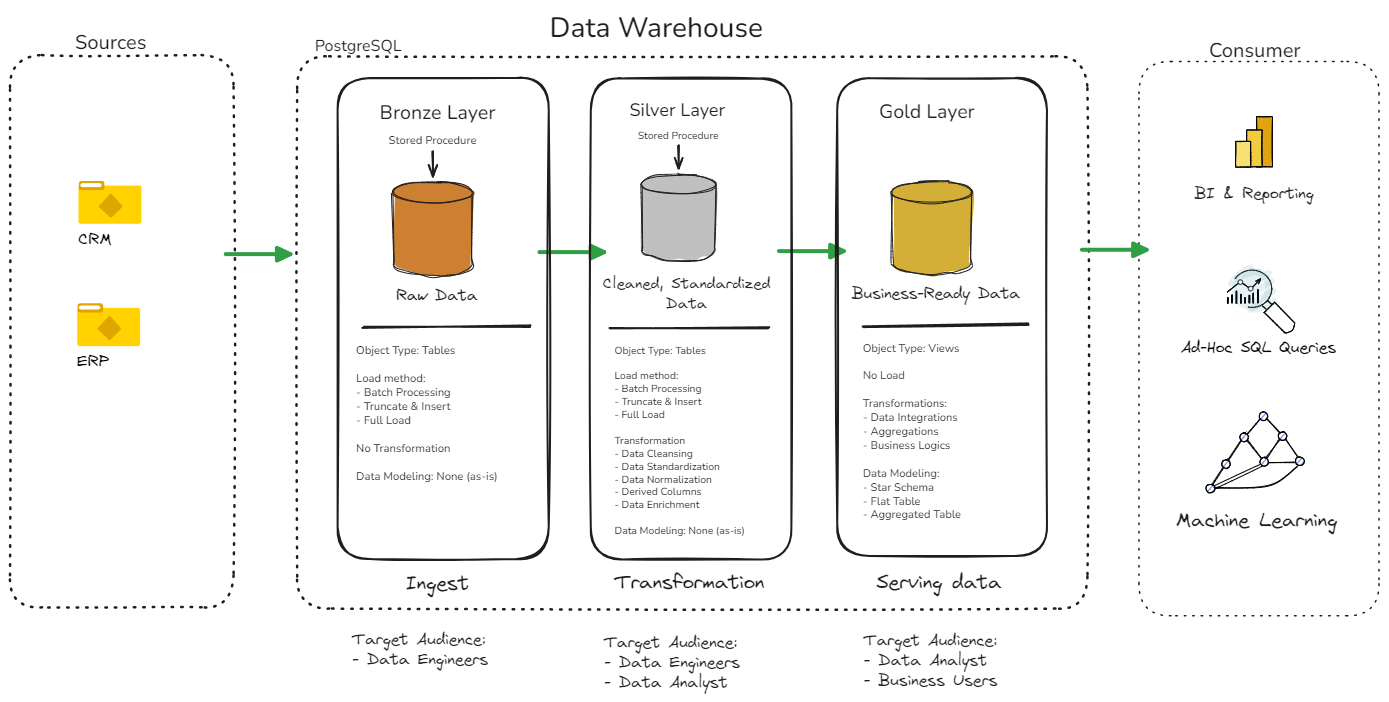 Data Warehouse
Sources
CRM
ERP
PostgreSQL
Bronze Layer
Stored Procedure
Raw Data
Object Type: Tables
Load method:
- Batch Processing
- Truncate & Insert
- Full Load
No Transformation
Data Modeling: None (as-is)
Ingest
Target Audience:
- Data Engineers
Silver Layer
Stored Procedure
Cleaned, Standardized
Data
Object Type: Tables
Load method:
- Batch Processing
- Truncate & Insert
- Full Load
Transformation
- Data Cleansing
- Data Standardization
- Data Normalization
- Derived Columns
- Data Enrichment
Data Modeling: None (as-is)
Transformation
Target Audience:
- Data Engineers
- Data Analyst
Gold Layer
Business-Ready Data
Object Type: Views
No Load
Transformations:
- Data Integrations
- Aggregations
- Business Logics
Data Modeling:
- Star Schema
- Flat Table
- Aggregated Table
Serving data
Target Audience:
- Data Analyst
- Business Users
Consumer
BI & Reporting
Ad-Hoc SQL Queries
Machine Learning